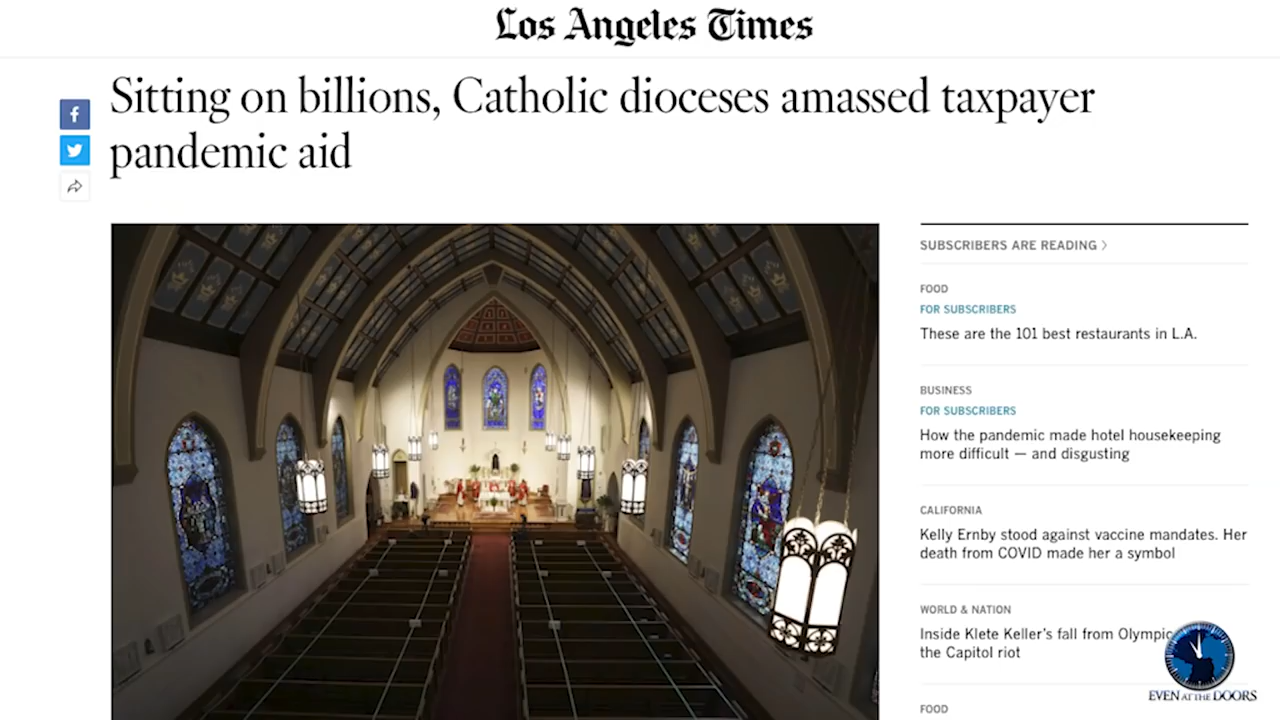 Los Angeles Times
Sitting on billions, Catholic dioceses amassed taxpayer
pandemic aid
SUBSCRIBERS ARE READING
FOOD
FOR SUBSCRIBERS
These are the 101 best restaurants in L.A.
BUSINESS
FOR SUBSCRIBERS
How the pandemic made hotel housekeeping
more difficult — and disgusting
CALIFORNIA
Kelly Ernby stood against vaccine mandates. Her
death from COVID made her a symbol
WORLD & NATION
Inside Klete Keller's fall from Olympic
the Capitol riot
EVEN AT THE DOORS
FOOD